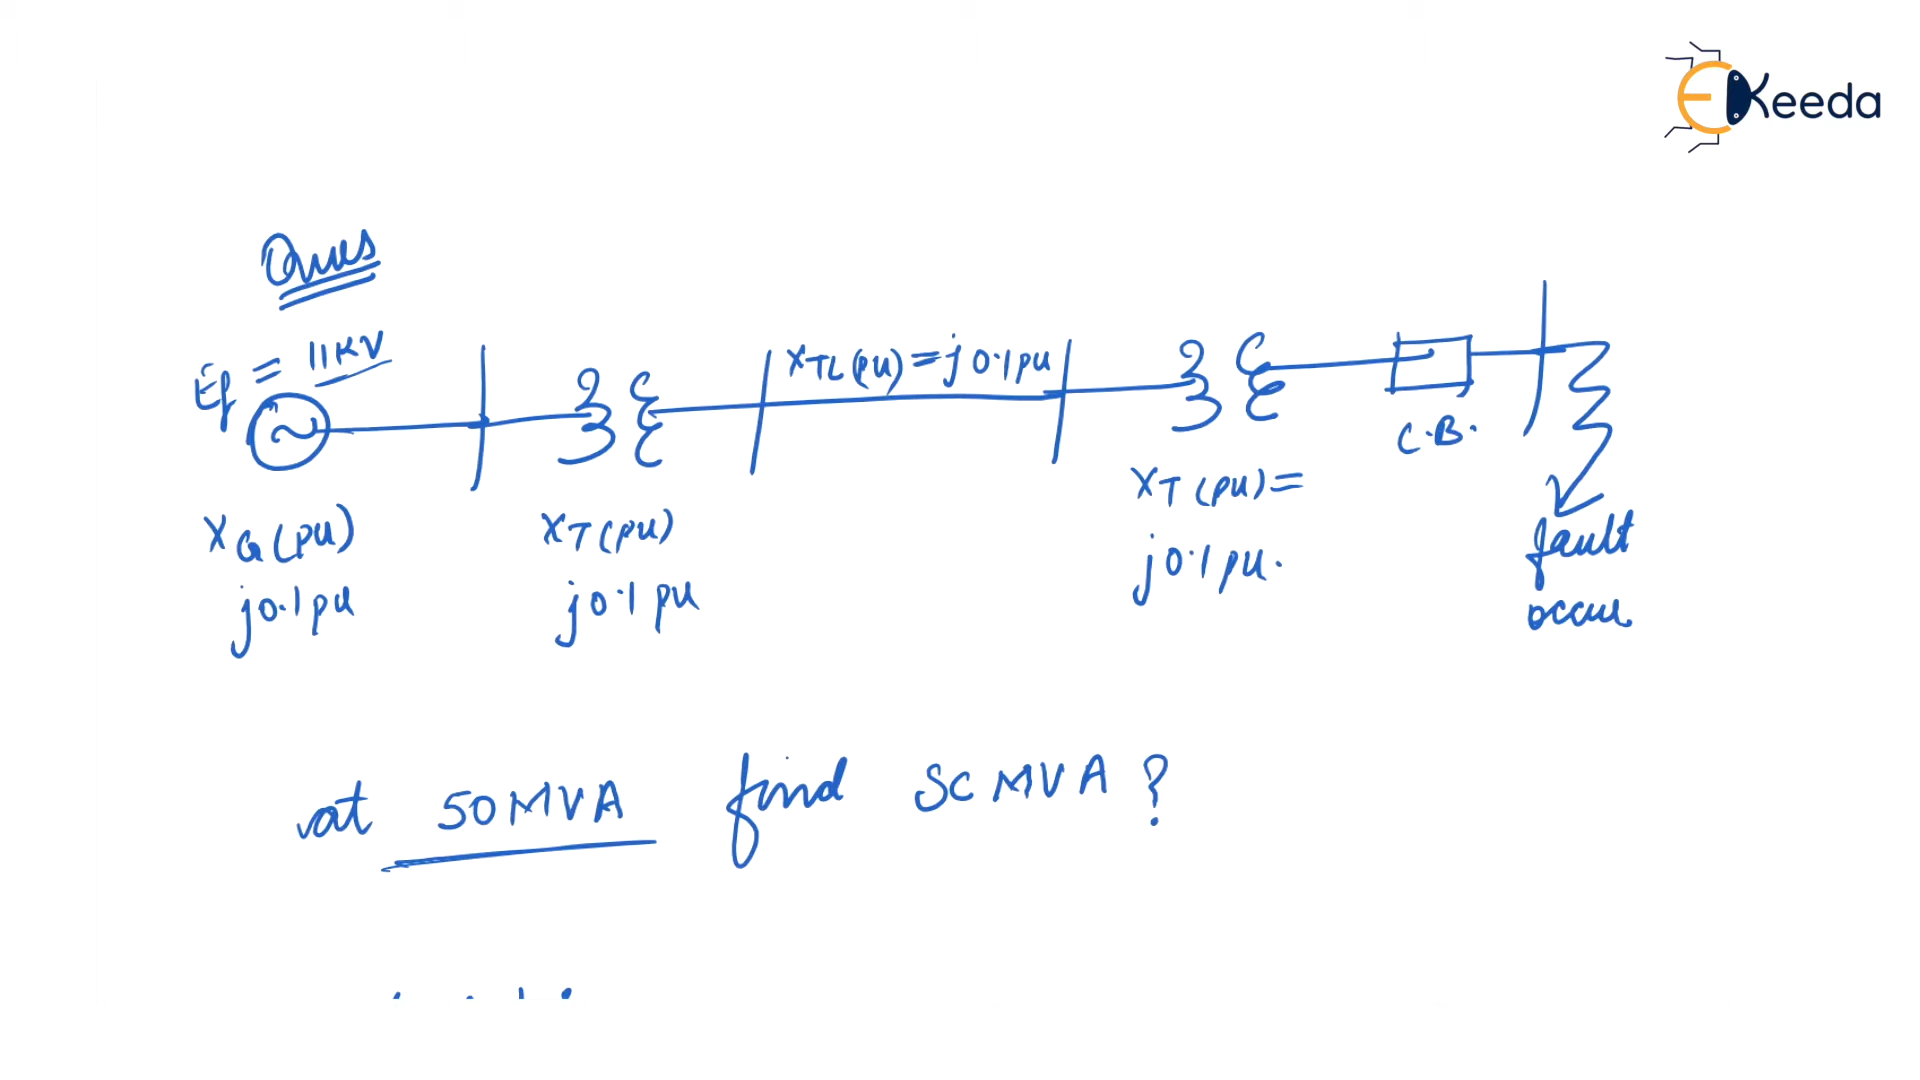 EKeeda
Ques
Ef = 11KV
XTL(pu) = j0.1pu
C.B.
XG(pu)
j0.1pu
XT(pu)
j0.1pu
XT(pu) =
j0.1pu.
fault
occur
rat 50MVA find SC MVA ?